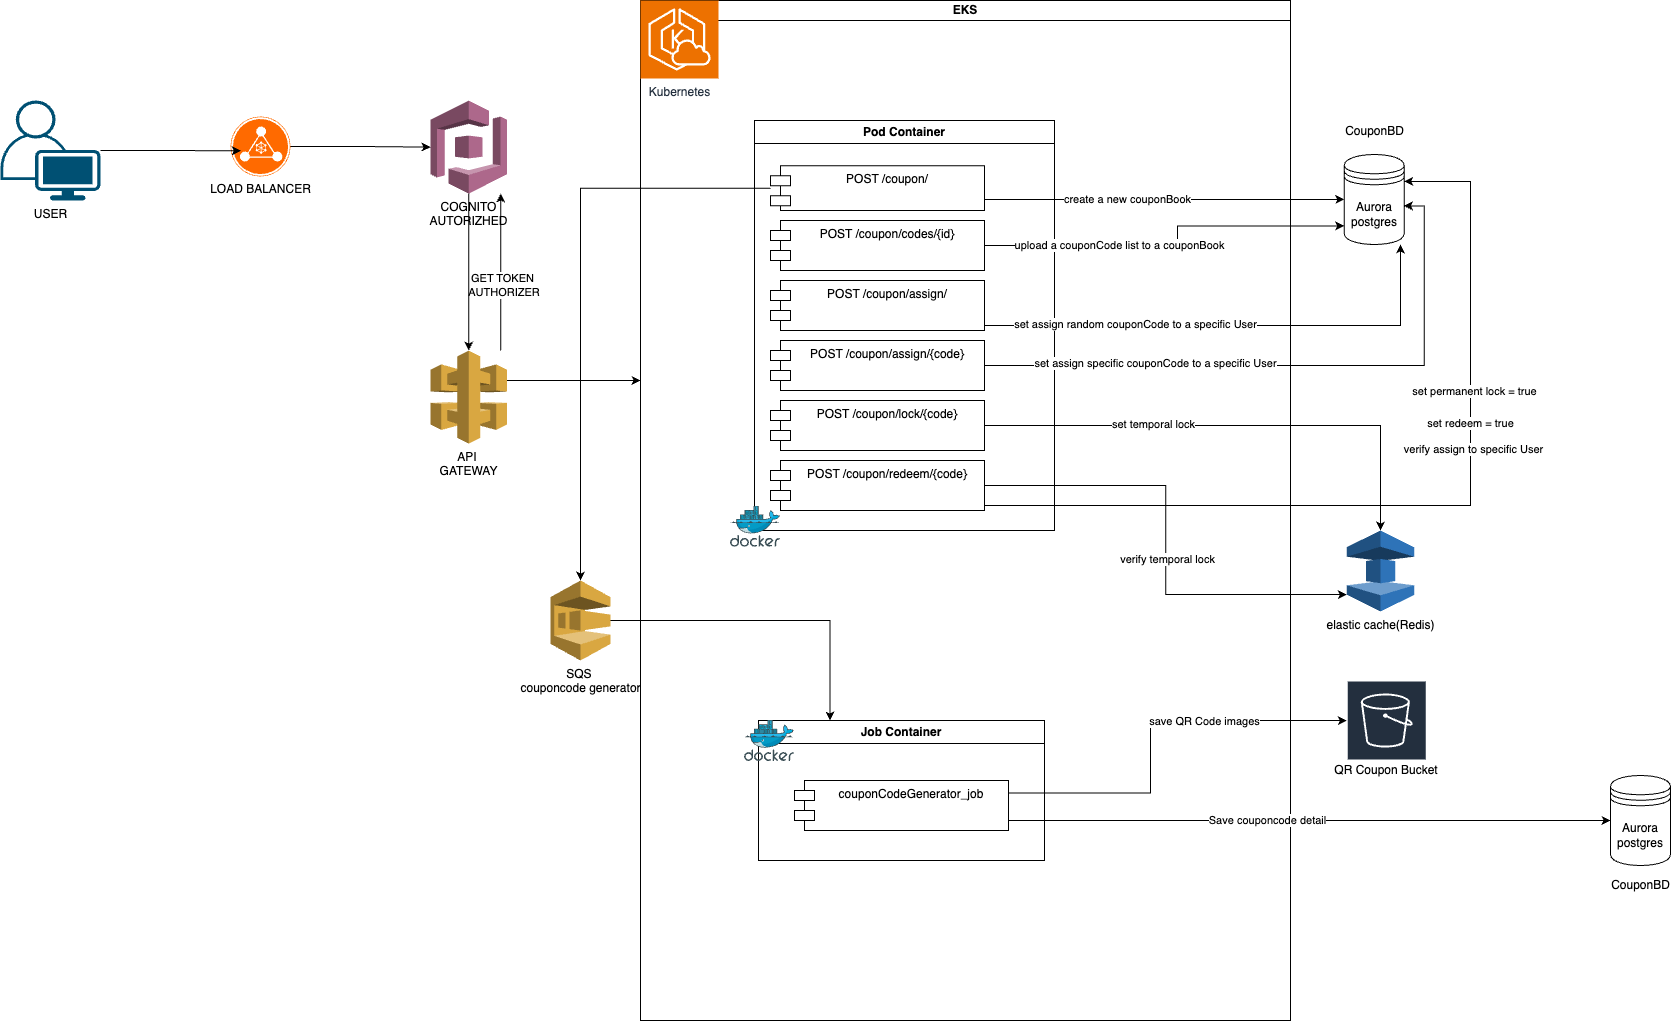 EKS
Kubernetes
USER
LOAD BALANCER
COGNITO
AUTORIZHED
GET TOKEN
AUTHORIZER
API
GATEWAY
Pod Container
POST /coupon/
POST /coupon/codes/{id}
POST /coupon/assign/
POST /coupon/assign/{code}
POST /coupon/lock/{code}
POST /coupon/redeem/{code}
docker
create a new couponBook
upload a couponCode list to a couponBook
set assign random couponCode to a specific User
set assign specific couponCode to a specific User
set temporal lock
verify temporal lock
CouponBD
Aurora
postgres
set permanent lock = true
set redeem = true
verify assign to specific User
elastic cache(Redis)
SQS
couponcode generator
docker
Job Container
couponCodeGenerator_job
save QR Code images
QR Coupon Bucket
Save couponcode detail
Aurora
postgres
CouponBD